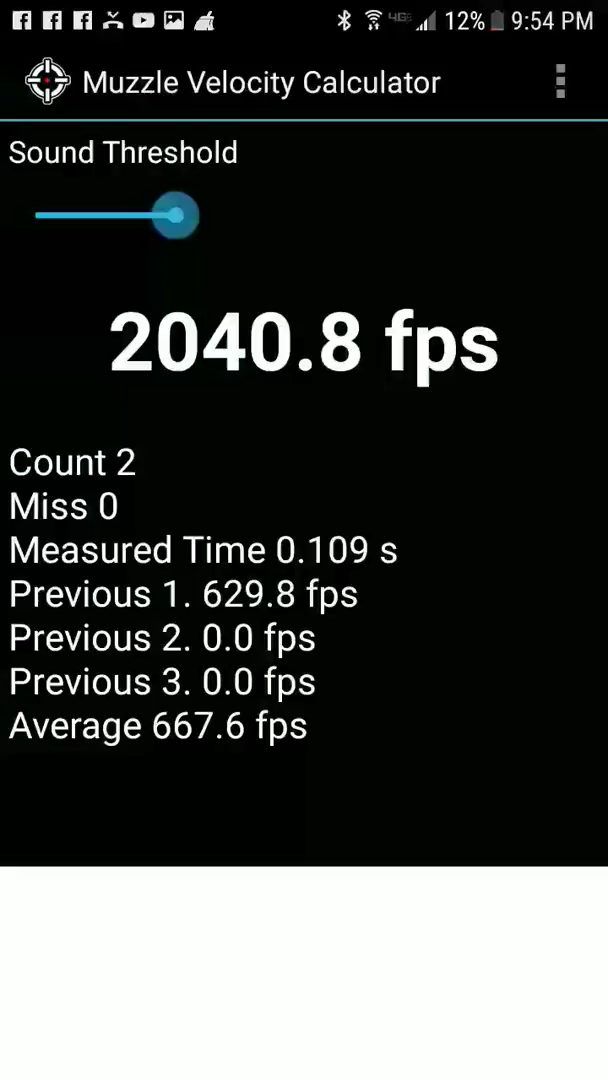 12% 9:54 PM
Muzzle Velocity Calculator
Sound Threshold
2040.8 fps
Count 2
Miss 0
Measured Time 0.109 s
Previous 1. 629.8 fps
Previous 2. 0.0 fps
Previous 3. 0.0 fps
Average 667.6 fps